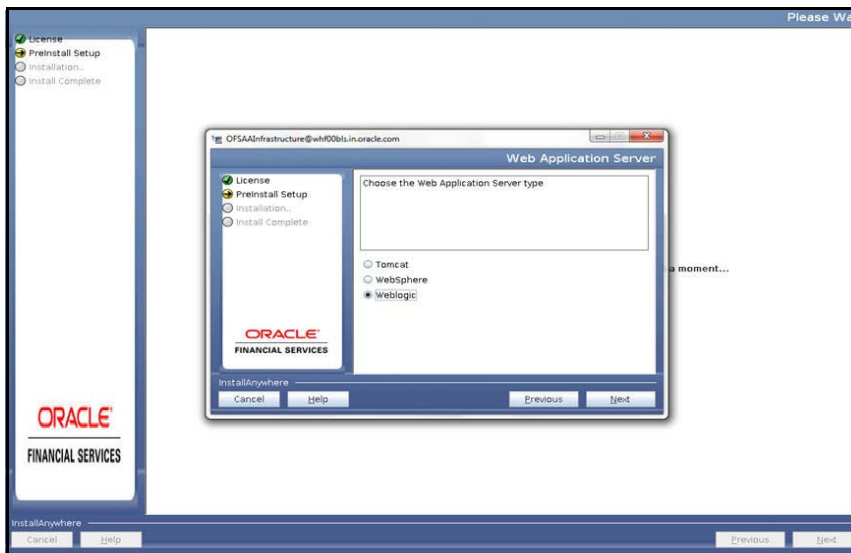 Please Wa
License
PreInstall Setup
Installation..
Install Complete
OFSAAInfrastructure@whf00bls.in.oracle.com
Web Application Server
License
PreInstall Setup
Installation..
Install Complete
Choose the Web Application Server type
Tomcat
WebSphere
Weblogic
a moment...
ORACLE
FINANCIAL SERVICES
InstallAnywhere
Cancel Help Previous Next
ORACLE
FINANCIAL SERVICES
InstallAnywhere
Cancel Help Previous Next